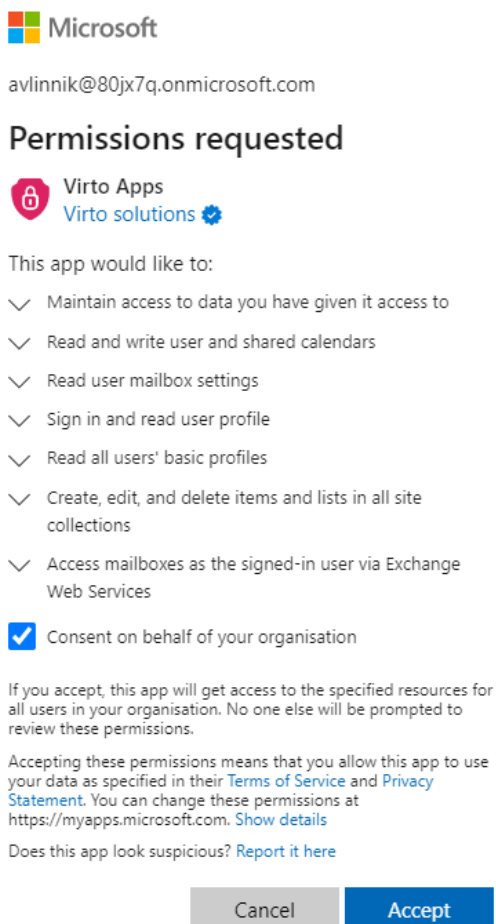 Microsoft
avlinnik@80jx7q.onmicrosoft.com
Permissions requested
Virto Apps
Virto solutions
This app would like to:
Maintain access to data you have given it access to
Read and write user and shared calendars
Read user mailbox settings
Sign in and read user profile
Read all users' basic profiles
Create, edit, and delete items and lists in all site
collections
Access mailboxes as the signed-in user via Exchange
Web Services
Consent on behalf of your organisation
If you accept, this app will get access to the specified resources for
all users in your organisation. No one else will be prompted to
review these permissions.
Accepting these permissions means that you allow this app to use
your data as specified in their Terms of Service and Privacy
Statement. You can change these permissions at
https://myapps.microsoft.com. Show details
Does this app look suspicious? Report it here
Cancel Accept